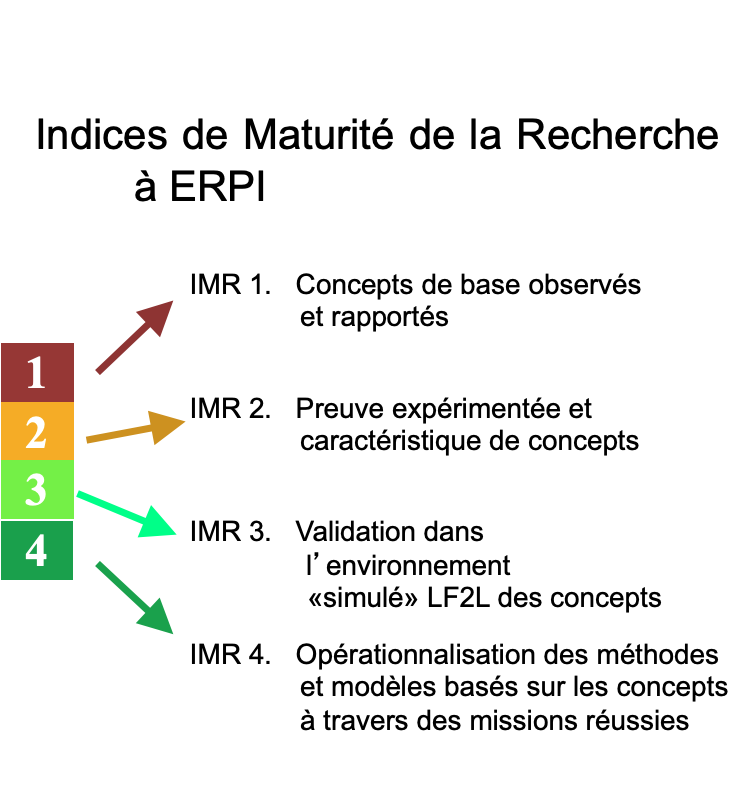 Indices de Maturité de la Recherche
à ERPI
IMR 1. Concepts de base observés
et rapportés
1
IMR 2. Preuve expérimentée et
caractéristique de concepts
2
3
IMR 3. Validation dans
l’environnement
«simulé» LF2L des concepts
4
IMR 4. Opérationnalisation des méthodes
et modèles basés sur les concepts
à travers des missions réussies